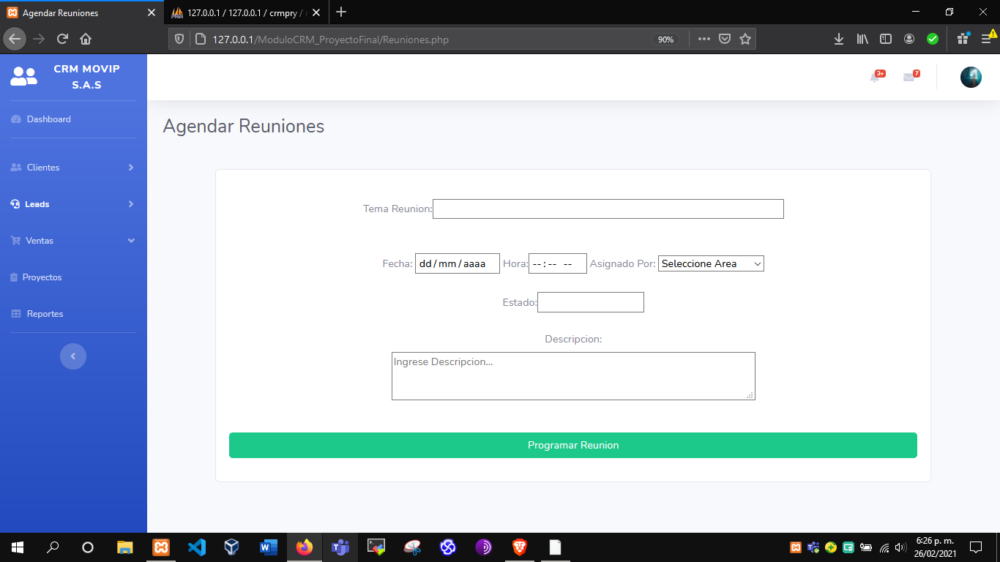 Agendar Reuniones
127.0.0.1 / 127.0.0.1 / crmpry /
127.0.0.1/ModuloCRM_ProyectoFinal/Reuniones.php
90%
CRM MOVIP
S.A.S
3+
7
Dashboard
Clientes
Leads
Ventas
Proyectos
Reportes
Agendar Reuniones
Tema Reunion:
Fecha: dd/mm/aaaa Hora: --:-- -- Asignado Por: Seleccione Area
Estado:
Descripcion:
Ingrese Descripcion...
Programar Reunion
6:26 p. m.
26/02/2021